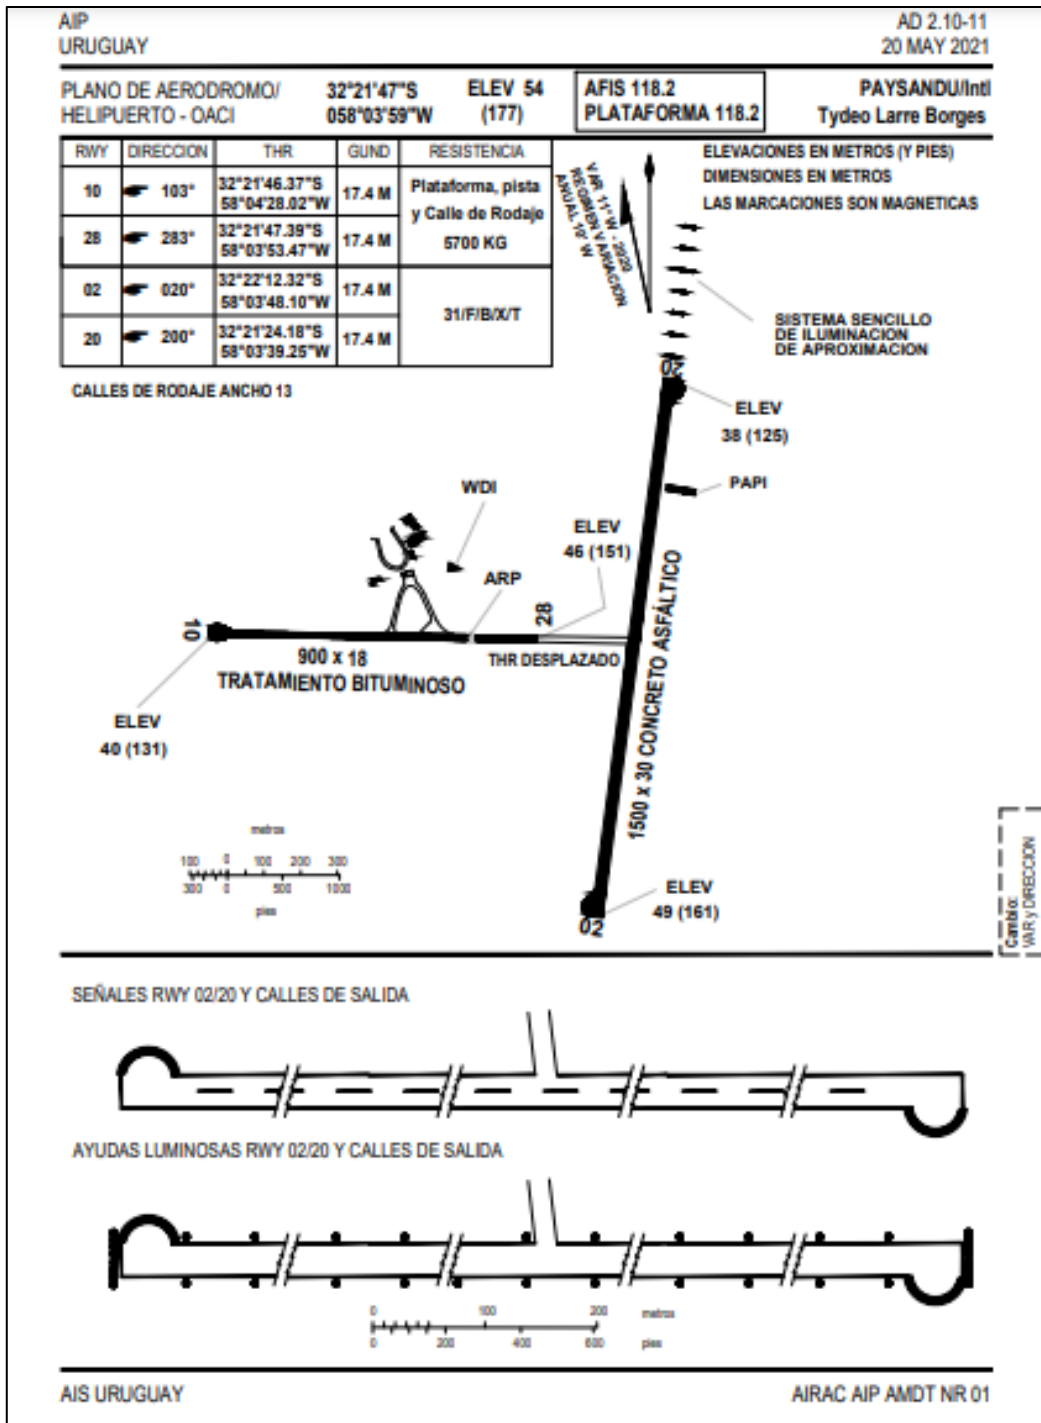 AIP
AD 2.10-11
URUGUAY
20 MAY 2021
PLANO DE AERODROMO/
HELIPUERTO - OACI
32°21'47"S
058°03'59"W
ELEV 54
(177)
AFIS 118.2
PLATAFORMA 118.2
PAYSANDU/Intl
Tydeo Larre Borges
RWY DIRECCION THR GUND RESISTENCIA
10 103° 32°21'46.37"S 58°04'28.02"W 17.4 M
28 283° 32°21'47.39"S 58°03'53.47"W 17.4 M
Plataforma, pista
y Calle de Rodaje
5700 KG
02 020° 32°22'12.32"S 58°03'48.10"W 17.4 M
20 200° 32°21'24.18"S 58°03'39.25"W 17.4 M
31/F/B/X/T
CALLES DE RODAJE ANCHO 13
VAR 11° W - 2020
REGIMEN VARIACION
ANUAL 10' W
ELEVACIONES EN METROS (Y PIES)
DIMENSIONES EN METROS
LAS MARCACIONES SON MAGNETICAS
SISTEMA SENCILLO
DE ILUMINACION
DE APROXIMACION
02
ELEV
38 (125)
PAPI
WDI
ELEV
46 (151)
ARP
28
10
900 x 18
TRATAMIENTO BITUMINOSO
THR DESPLAZADO
1500 x 30 CONCRETO ASFÁLTICO
ELEV
40 (131)
metros
100 0 100 200 300
300 0 500 1000
pies
ELEV
49 (161)
02
Cambio:
VAR y DIRECCION
SEÑALES RWY 02/20 Y CALLES DE SALIDA
AYUDAS LUMINOSAS RWY 02/20 Y CALLES DE SALIDA
0 100 200 metros
0 200 400 600 pies
AIS URUGUAY
AIRAC AIP AMDT NR 01